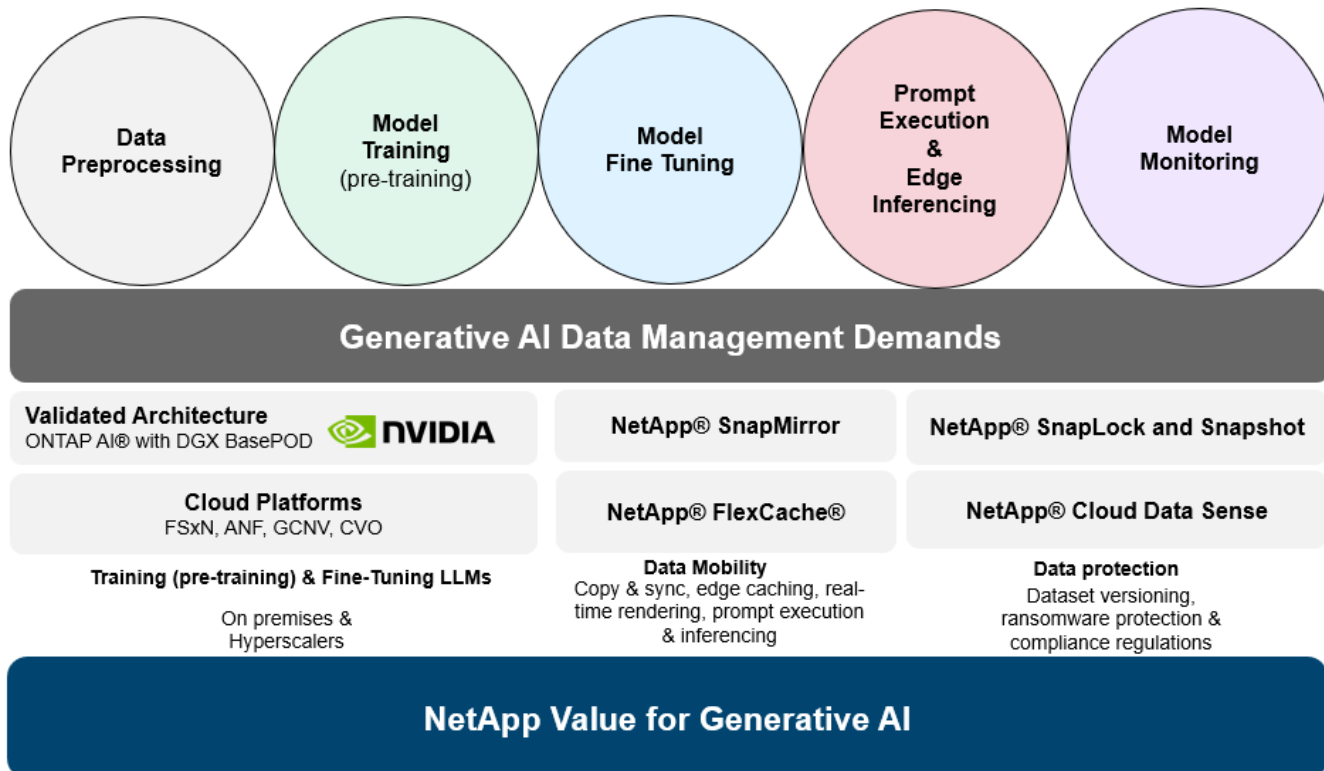 Data
Preprocessing
Model
Training
(pre-training)
Model
Fine Tuning
Prompt
Execution
&
Edge
Inferencing
Model
Monitoring
Generative AI Data Management Demands
Validated Architecture
ONTAP AI® with DGX BasePOD
NVIDIA
NetApp® SnapMirror
NetApp® SnapLock and Snapshot
Cloud Platforms
FSxN, ANF, GCNV, CVO
NetApp® FlexCache®
NetApp® Cloud Data Sense
Training (pre-training) & Fine-Tuning LLMs
On premises &
Hyperscalers
Data Mobility
Copy & sync, edge caching, real-
time rendering, prompt execution
& inferencing
Data protection
Dataset versioning,
ransomware protection &
compliance regulations
NetApp Value for Generative AI